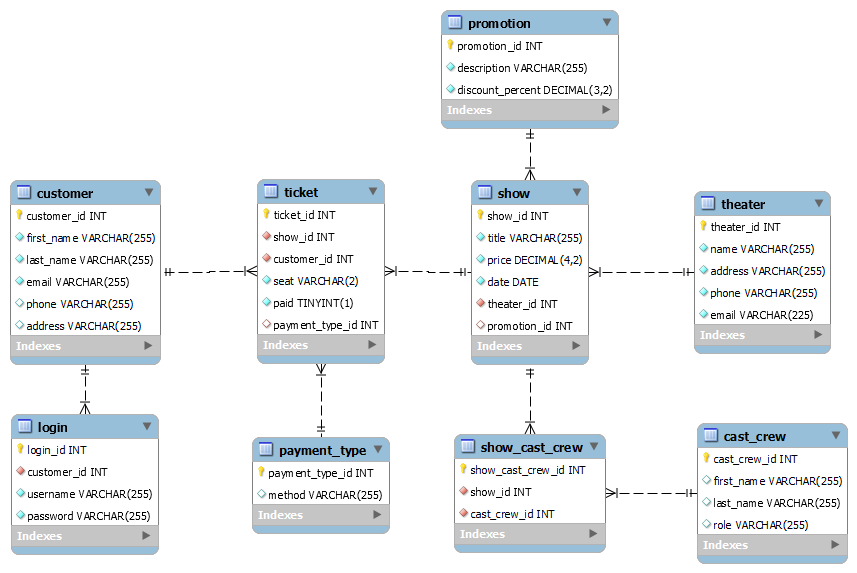 promotion
promotion_id INT
description VARCHAR(255)
discount_percent DECIMAL(3,2)
Indexes
customer
customer_id INT
first_name VARCHAR(255)
last_name VARCHAR(255)
email VARCHAR(255)
phone VARCHAR(255)
address VARCHAR(255)
Indexes
ticket
ticket_id INT
show_id INT
customer_id INT
seat VARCHAR(2)
paid TINYINT(1)
payment_type_id INT
Indexes
show
show_id INT
title VARCHAR(255)
price DECIMAL(4,2)
date DATE
theater_id INT
promotion_id INT
Indexes
theater
theater_id INT
name VARCHAR(255)
address VARCHAR(255)
phone VARCHAR(255)
email VARCHAR(225)
Indexes
login
login_id INT
customer_id INT
username VARCHAR(255)
password VARCHAR(255)
Indexes
payment_type
payment_type_id INT
method VARCHAR(255)
Indexes
show_cast_crew
show_cast_crew_id INT
show_id INT
cast_crew_id INT
Indexes
cast_crew
cast_crew_id INT
first_name VARCHAR(255)
last_name VARCHAR(255)
role VARCHAR(255)
Indexes